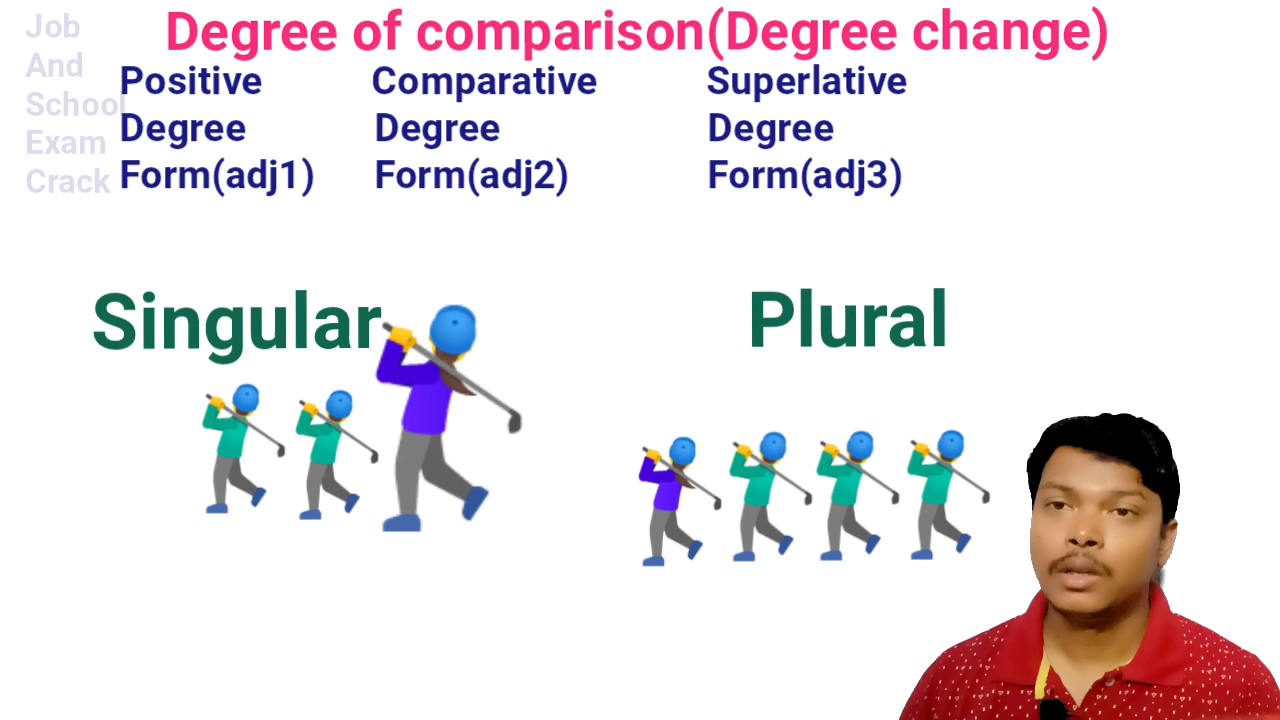 Degree of comparison(Degree change)
Job
And
School
Exam
Crack
Positive
Degree
Form(adj1)
Comparative
Degree
Form(adj2)
Superlative
Degree
Form(adj3)
Singular
Plural